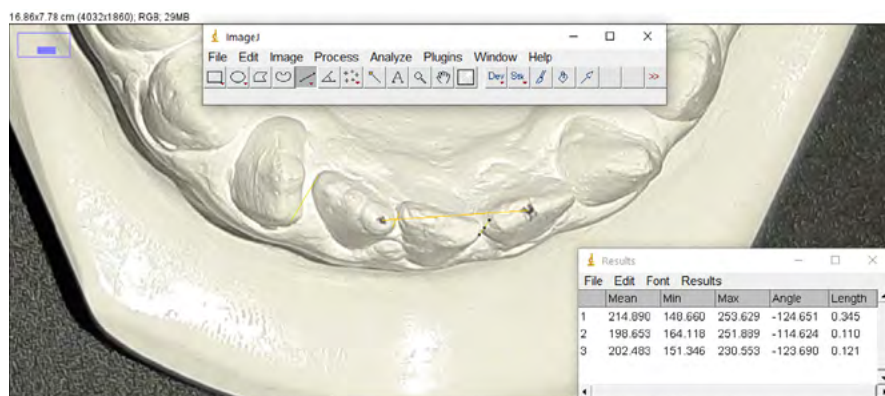 16.86x7.78 cm (4032x1860); RGB; 29MB
ImageJ
File Edit Image Process Analyze Plugins Window Help
A Dev Stk >>
Results
File Edit Font Results
Mean Min Max Angle Length
1 214.890 148.660 253.629 -124.651 0.345
2 198.653 164.118 251.889 -114.624 0.110
3 202.483 151.346 230.553 -123.690 0.121